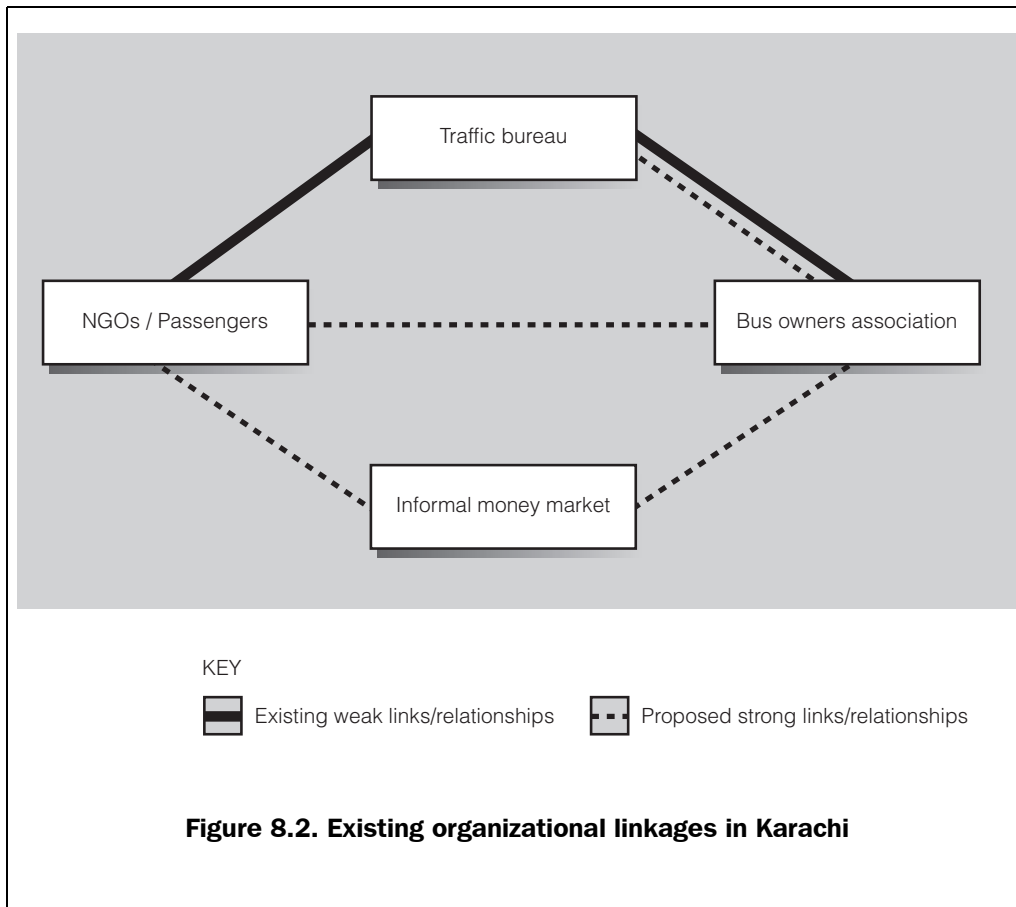 Traffic bureau
NGOs / Passengers
Bus owners association
Informal money market
KEY
Existing weak links/relationships
Proposed strong links/relationships
Figure 8.2. Existing organizational linkages in Karachi